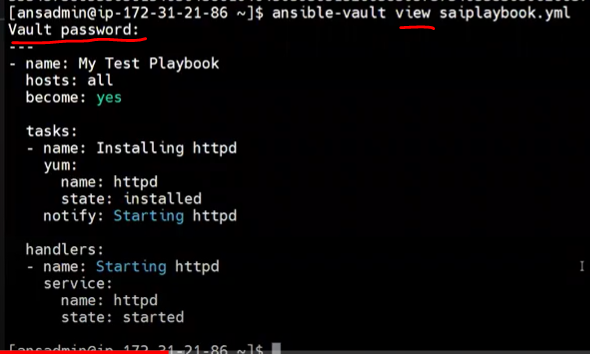 [ansadmin@ip-172-31-21-86 ~]$ ansible-vault view saiplaybook.yml
Vault password:
---
- name: My Test Playbook
  hosts: all
  become: yes

  tasks:
  - name: Installing httpd
    yum:
      name: httpd
      state: installed
    notify: Starting httpd

  handlers:
  - name: Starting httpd
    service:
      name: httpd
      state: started

[ansadmin@ip-172-31-21-86 ~]$